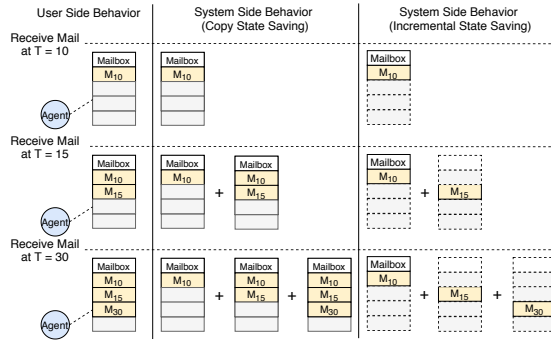 User Side Behavior
System Side Behavior
(Copy State Saving)
System Side Behavior
(Incremental State Saving)
Receive Mail
at T = 10
Mailbox
M10
Agent
Mailbox
M10
Mailbox
M10
Receive Mail
at T = 15
Mailbox
M10
M15
Agent
Mailbox
M10
+
Mailbox
M10
M15
Mailbox
M10
+
M15
Receive Mail
at T = 30
Mailbox
M10
M15
M30
Agent
Mailbox
M10
+
Mailbox
M10
M15
+
Mailbox
M10
M15
M30
Mailbox
M10
+
M15
+
M30